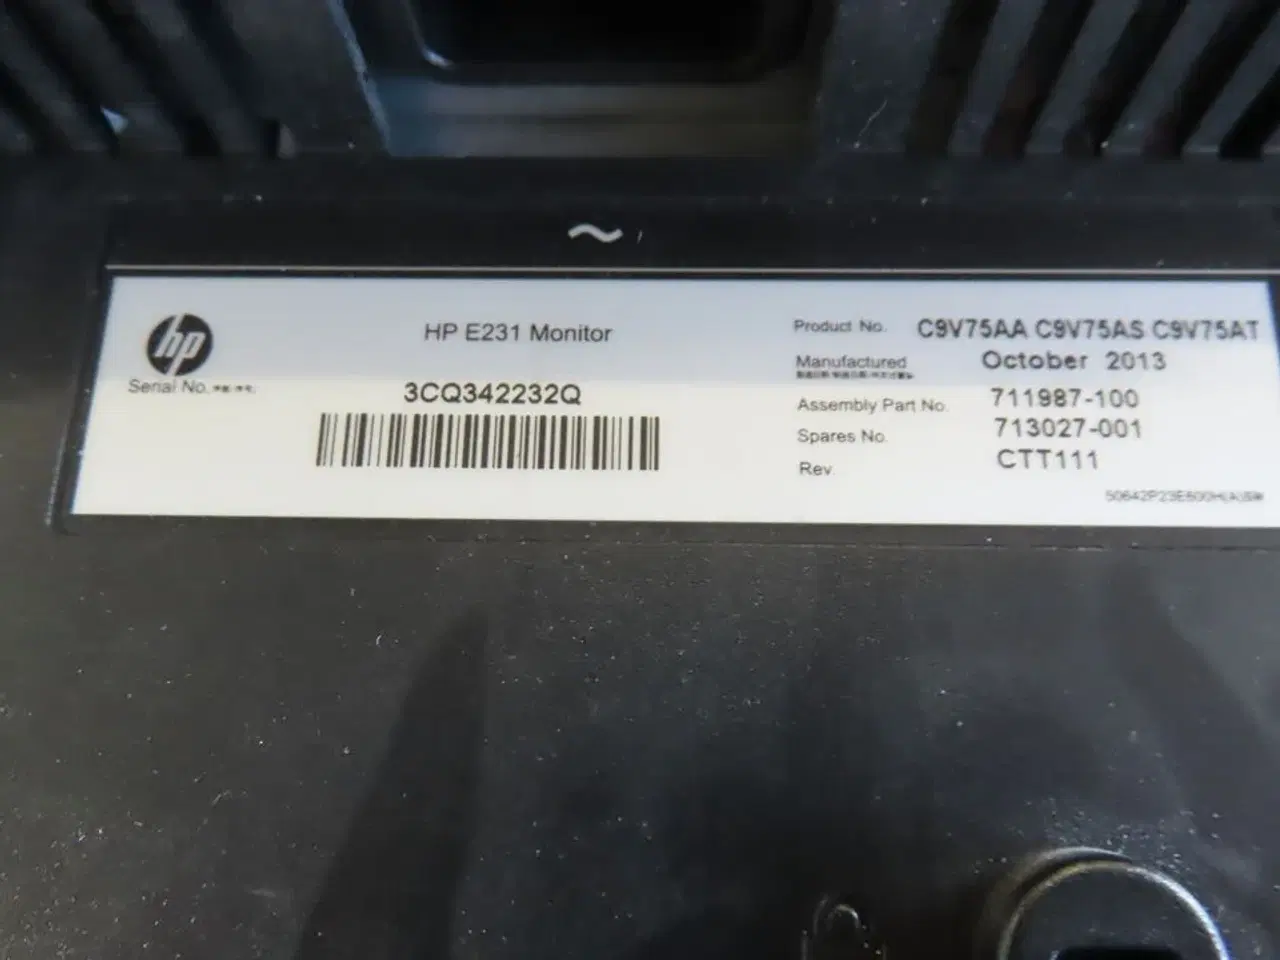 hp
HP E231 Monitor
Serial No.
3CQ342232Q
Product No. C9V75AA C9V75AS C9V75AT
Manufactured October 2013
Assembly Part No. 711987-100
Spares No. 713027-001
Rev. CTT111